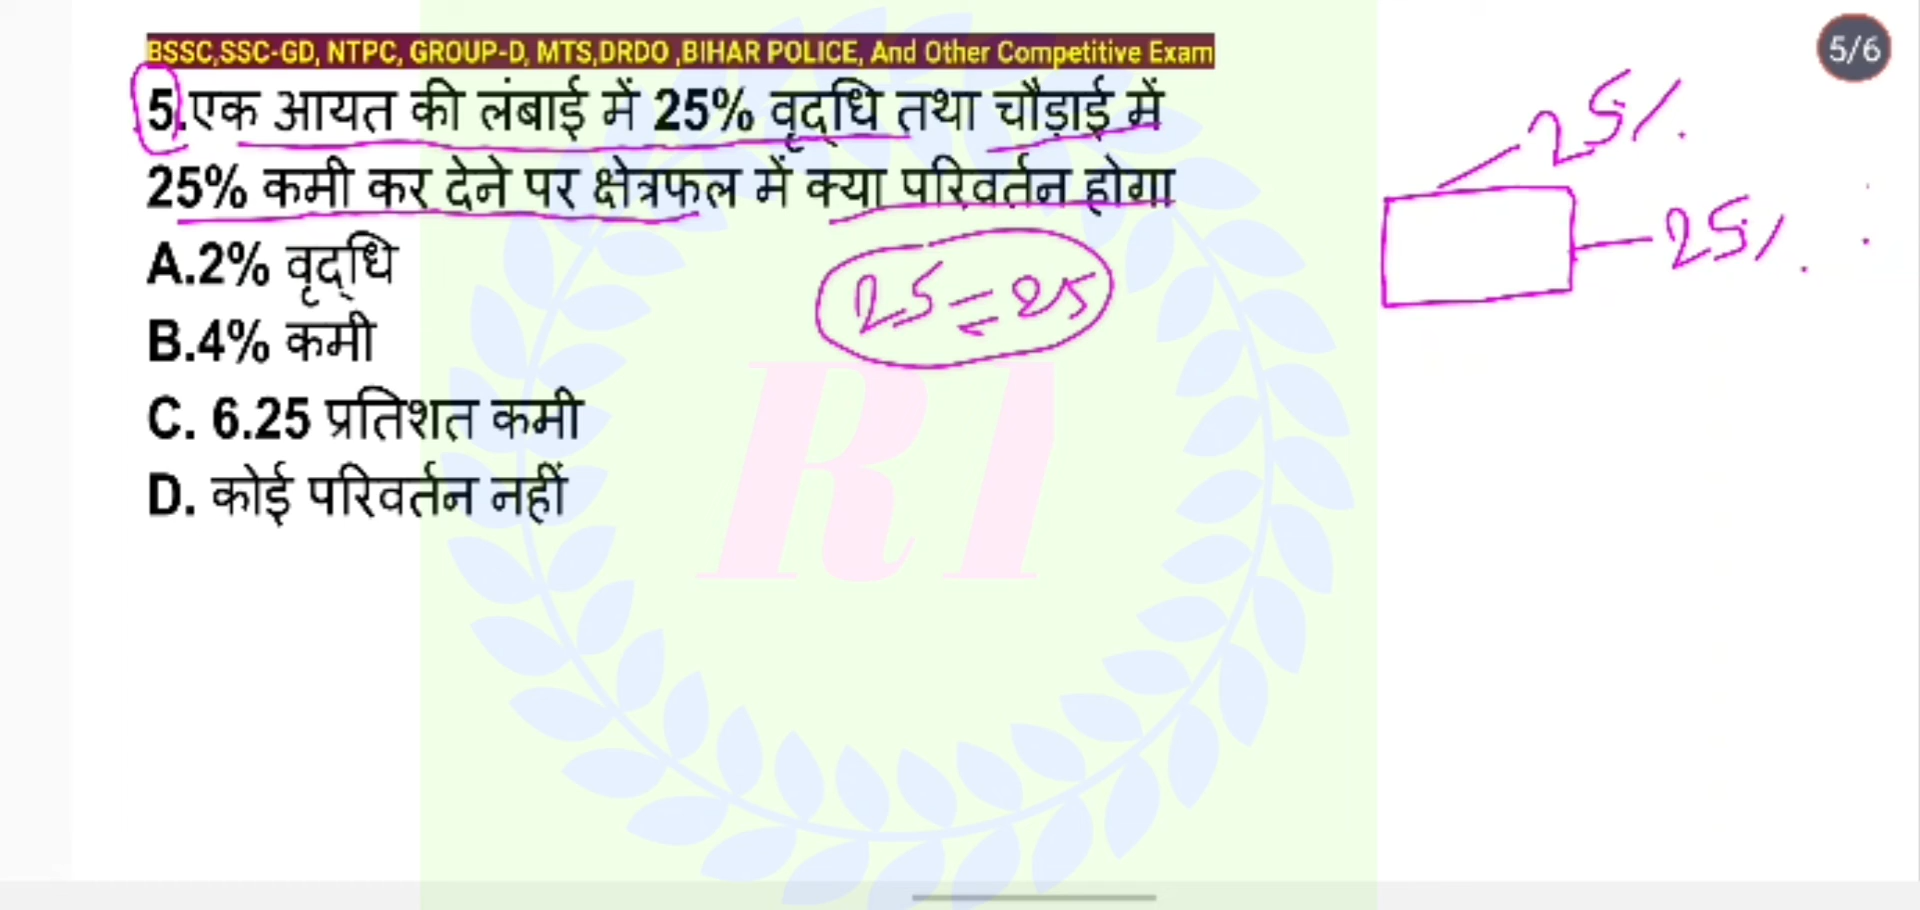 BSSC,SSC-GD, NTPC, GROUP-D, MTS,DRDO ,BIHAR POLICE, And Other Competitive Exam
5/6
5.एक आयत की लंबाई में 25% वृद्धि तथा चौड़ाई में
25% कमी कर देने पर क्षेत्रफल में क्या परिवर्तन होगा
A.2% वृद्धि
B.4% कमी
C. 6.25 प्रतिशत कमी
D. कोई परिवर्तन नहीं
25%
25%
25=25
RI